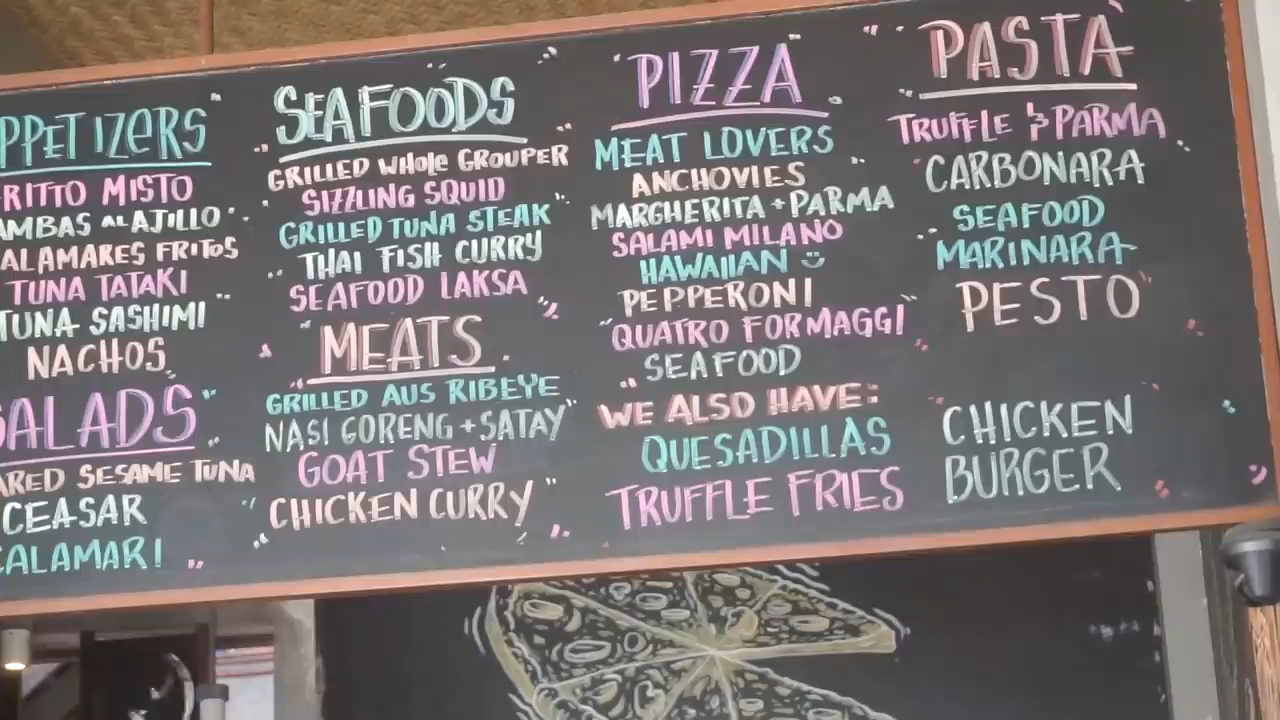 PPETIZERS
RITTO MISTO
AMBAS AL AJILLO
ALAMARES FRITOS
TUNA TATAKI
TUNA SASHIMI
NACHOS
SALADS
ARED SESAME TUNA
CEASAR
CALAMARI
SEAFOODS
GRILLED WHOLE GROUPER
SIZZLING SQUID
GRILLED TUNA STEAK
THAI FISH CURRY
SEAFOOD LAKSA
MEATS
GRILLED AUS RIBEYE
NASI GORENG + SATAY
GOAT STEW
CHICKEN CURRY
PIZZA
MEAT LOVERS
ANCHOVIES
MARGHERITA + PARMA
SALAMI MILANO
HAWAIIAN
PEPPERONI
QUATRO FORMAGGI
SEAFOOD
WE ALSO HAVE:
QUESADILLAS
TRUFFLE FRIES
PASTA
TRUFFLE & PARMA
CARBONARA
SEAFOOD
MARINARA
PESTO
CHICKEN
BURGER